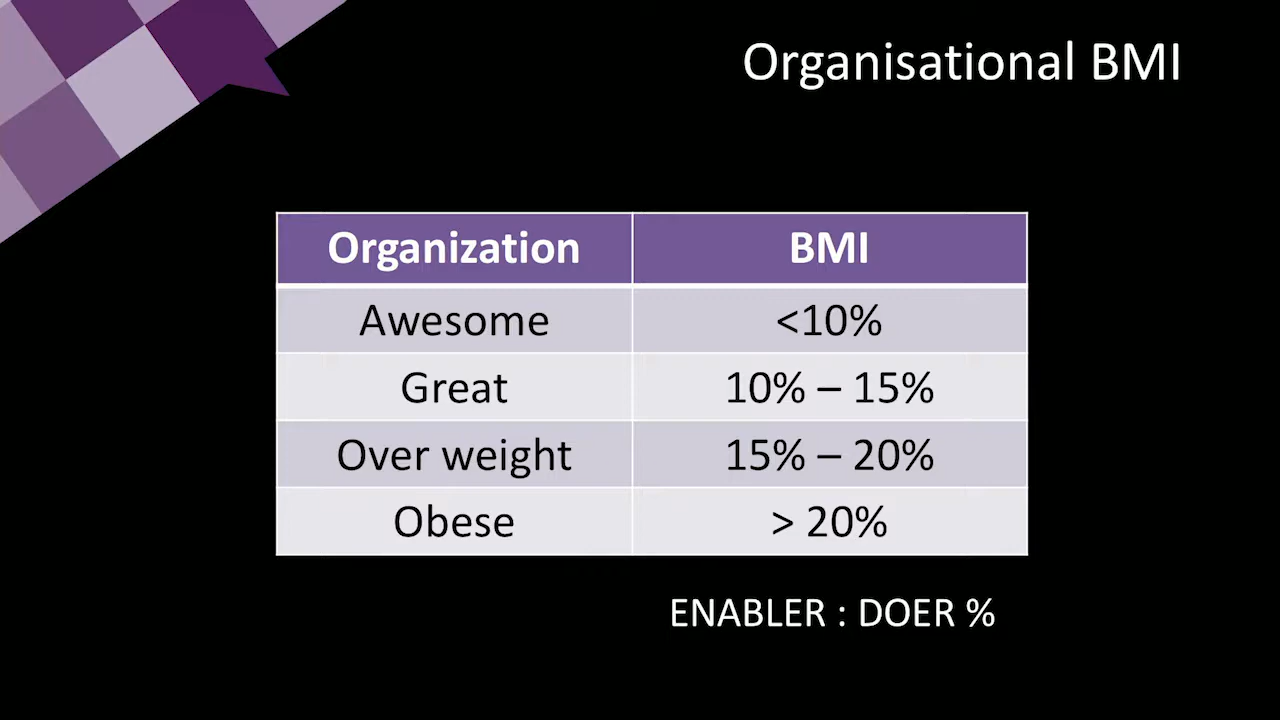 Organisational BMI
Organization BMI
Awesome <10%
Great 10% – 15%
Over weight 15% – 20%
Obese > 20%
ENABLER : DOER %